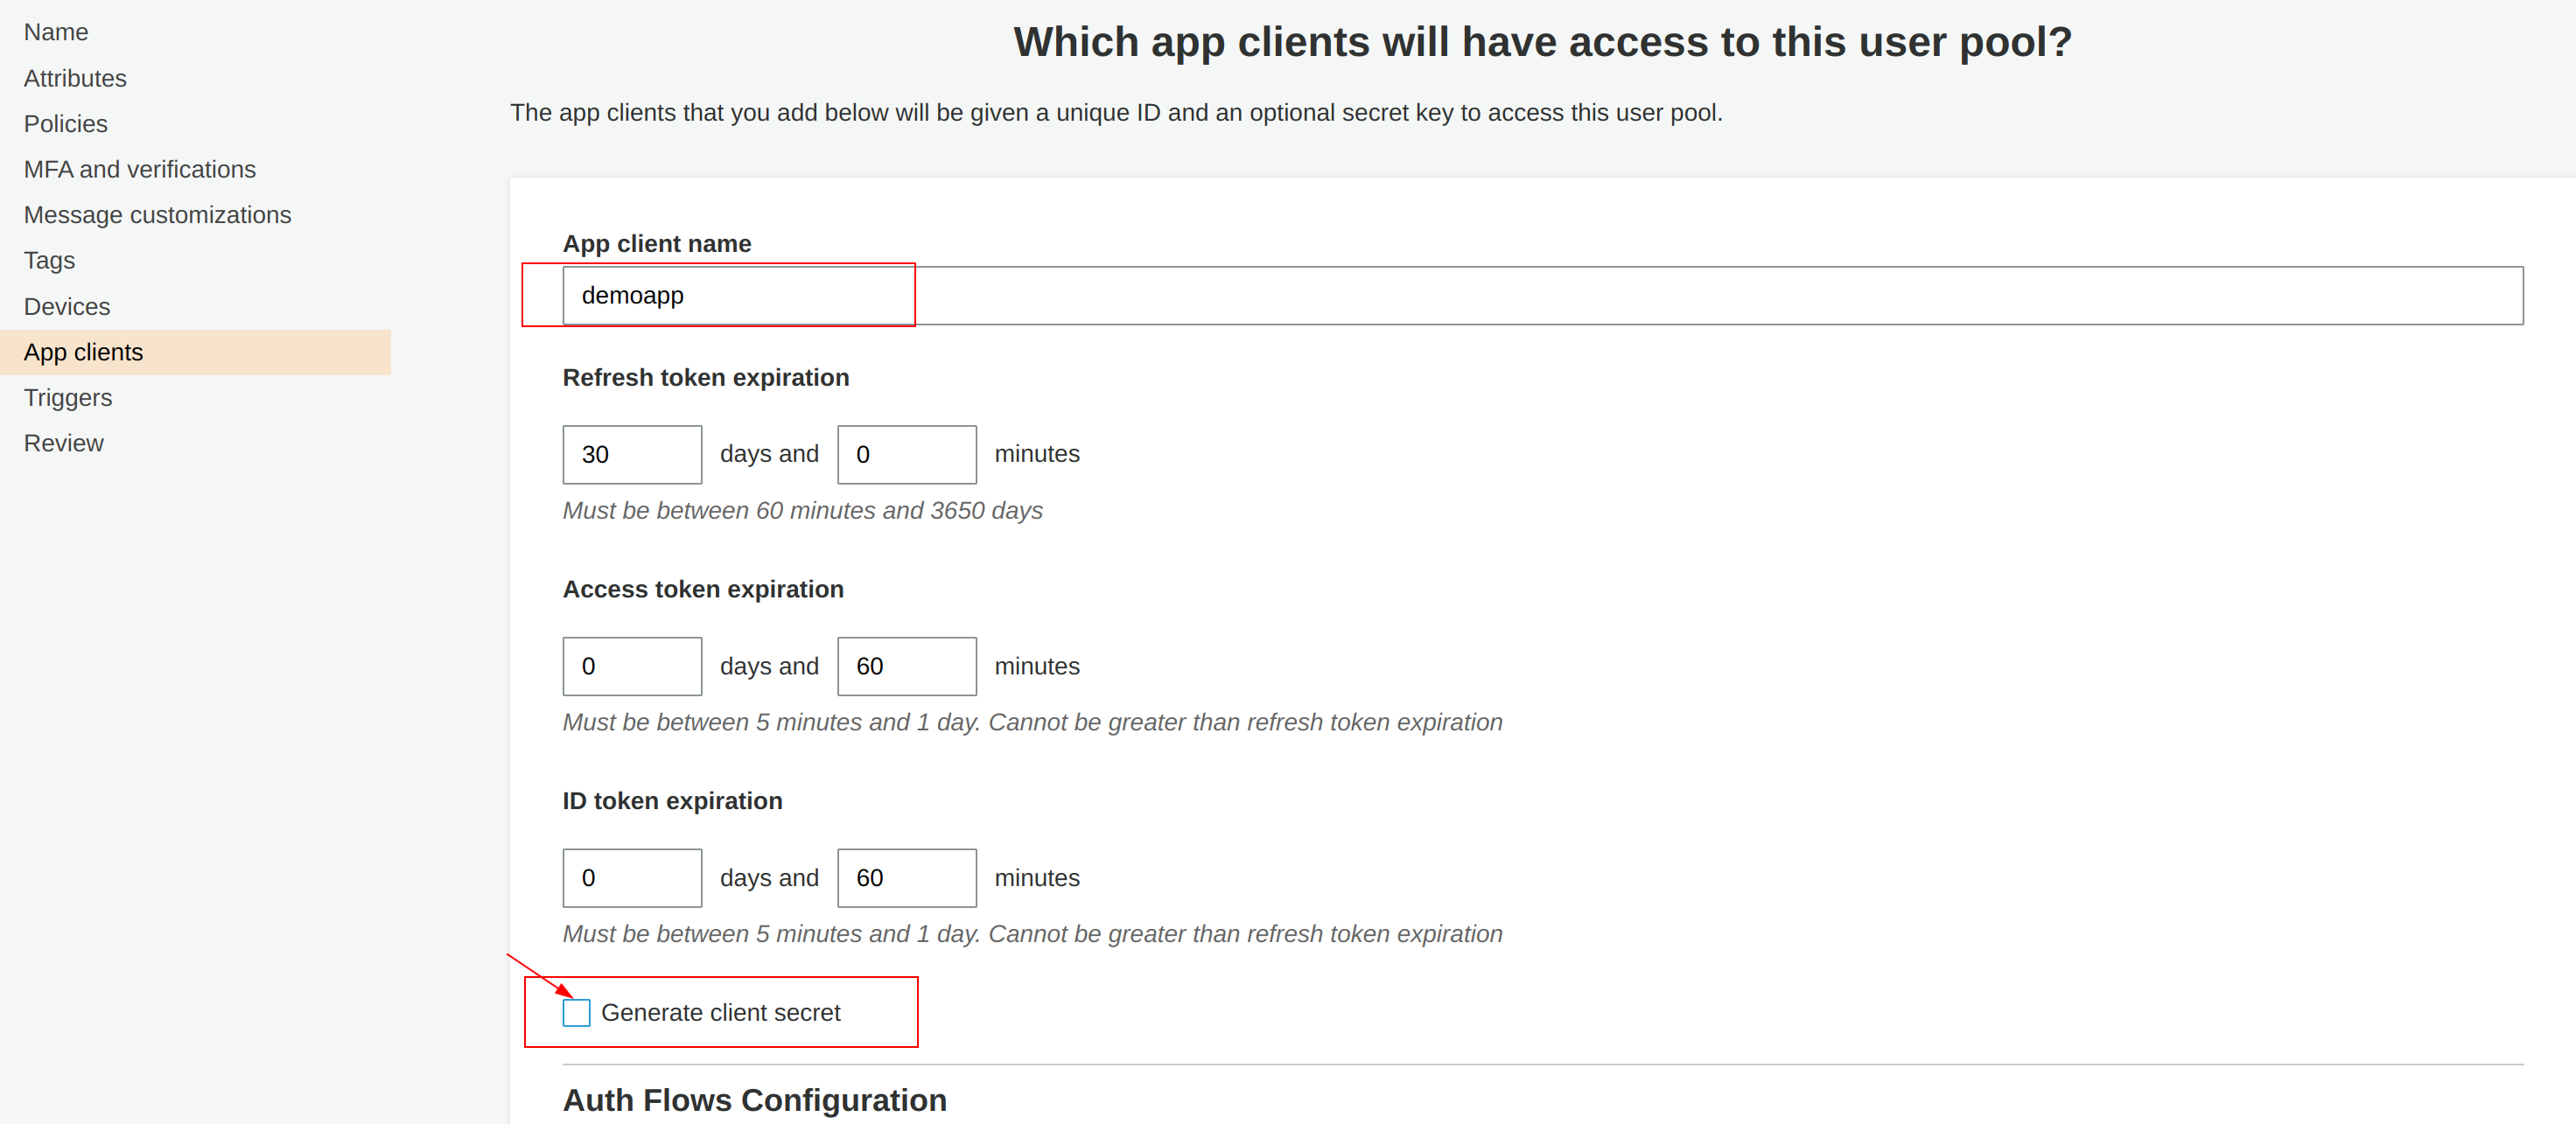 Name
Attributes
Policies
MFA and verifications
Message customizations
Tags
Devices
App clients
Triggers
Review
Which app clients will have access to this user pool?
The app clients that you add below will be given a unique ID and an optional secret key to access this user pool.
App client name
demoapp
Refresh token expiration
30 days and 0 minutes
Must be between 60 minutes and 3650 days
Access token expiration
0 days and 60 minutes
Must be between 5 minutes and 1 day. Cannot be greater than refresh token expiration
ID token expiration
0 days and 60 minutes
Must be between 5 minutes and 1 day. Cannot be greater than refresh token expiration
Generate client secret
Auth Flows Configuration